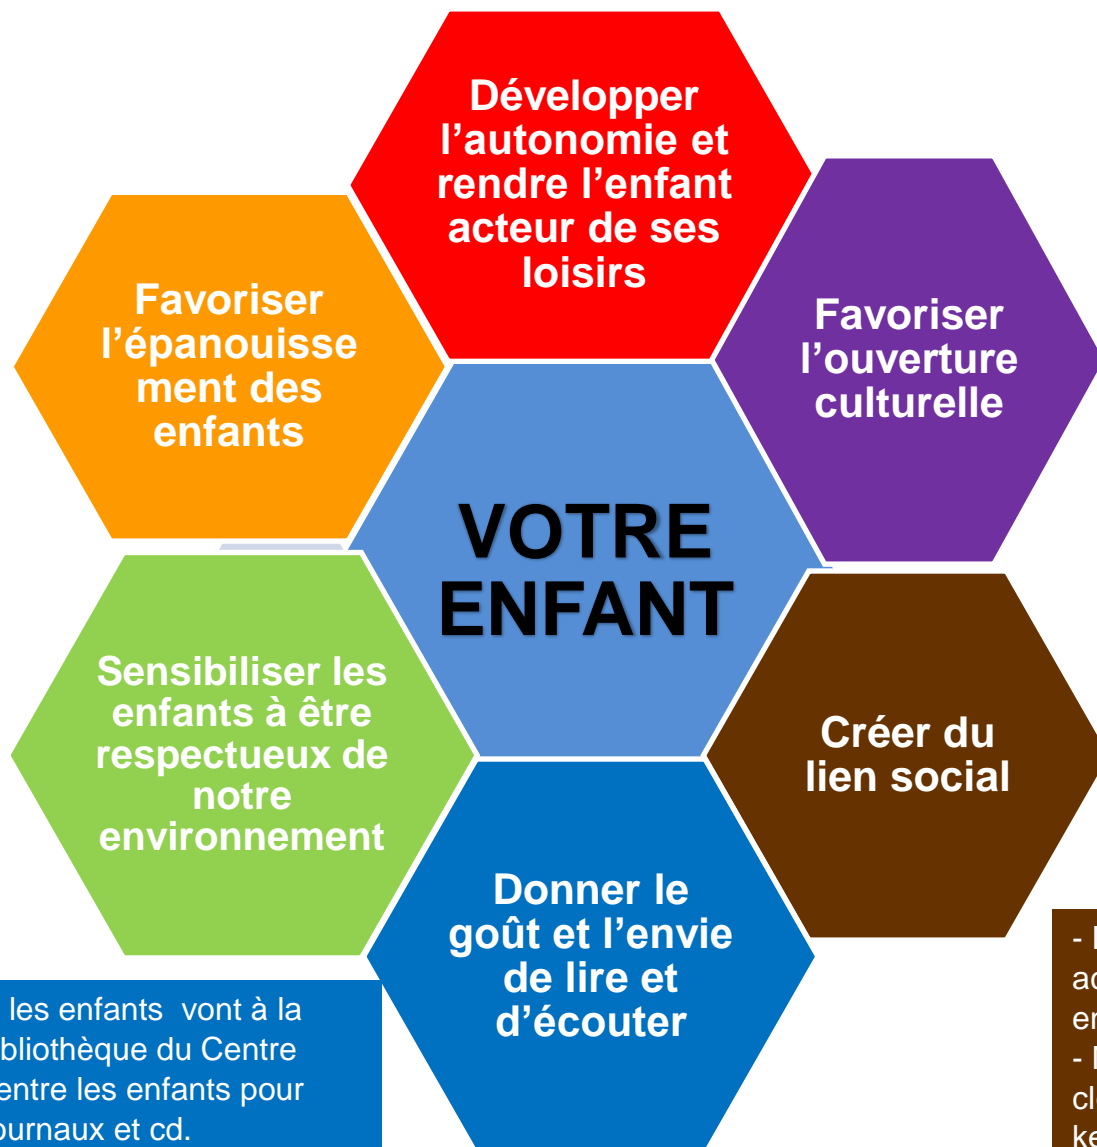 Développer
l’autonomie et
rendre l’enfant
acteur de ses
loisirs
Favoriser
l’épanouisse
ment des
enfants
Favoriser
l’ouverture
culturelle
VOTRE
ENFANT
Sensibiliser les
enfants à être
respectueux de
notre
environnement
Créer du
lien social
Donner le
goût et l’envie
de lire et
d’écouter
les enfants vont à la
bliothèque du Centre
entre les enfants pour
ournaux et cd.
-
-